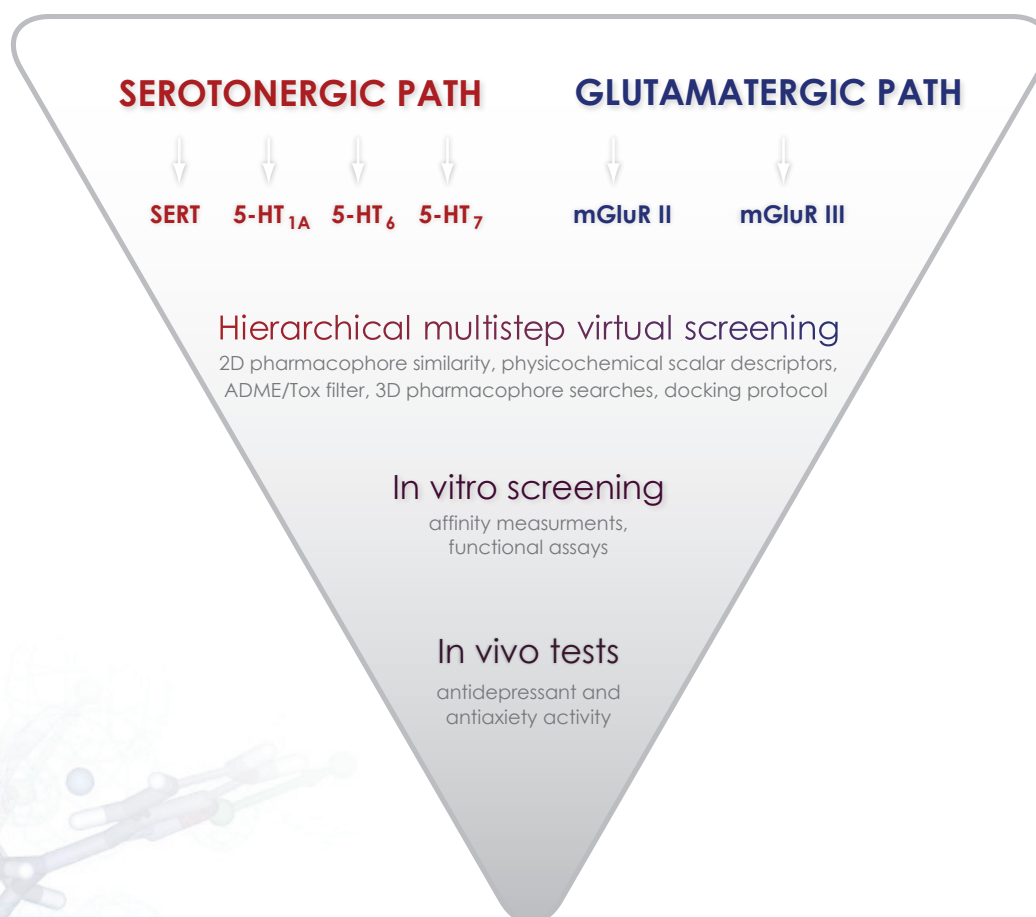 SEROTONERGIC PATH GLUTAMATERGIC PATH
SERT 5-HT1A 5-HT6 5-HT7 mGluR II mGluR III
Hierarchical multistep virtual screening
2D pharmacophore similarity, physicochemical scalar descriptors,
ADME/Tox filter, 3D pharmacophore searches, docking protocol
In vitro screening
affinity measurments,
functional assays
In vivo tests
antidepressant and
antiaxiety activity